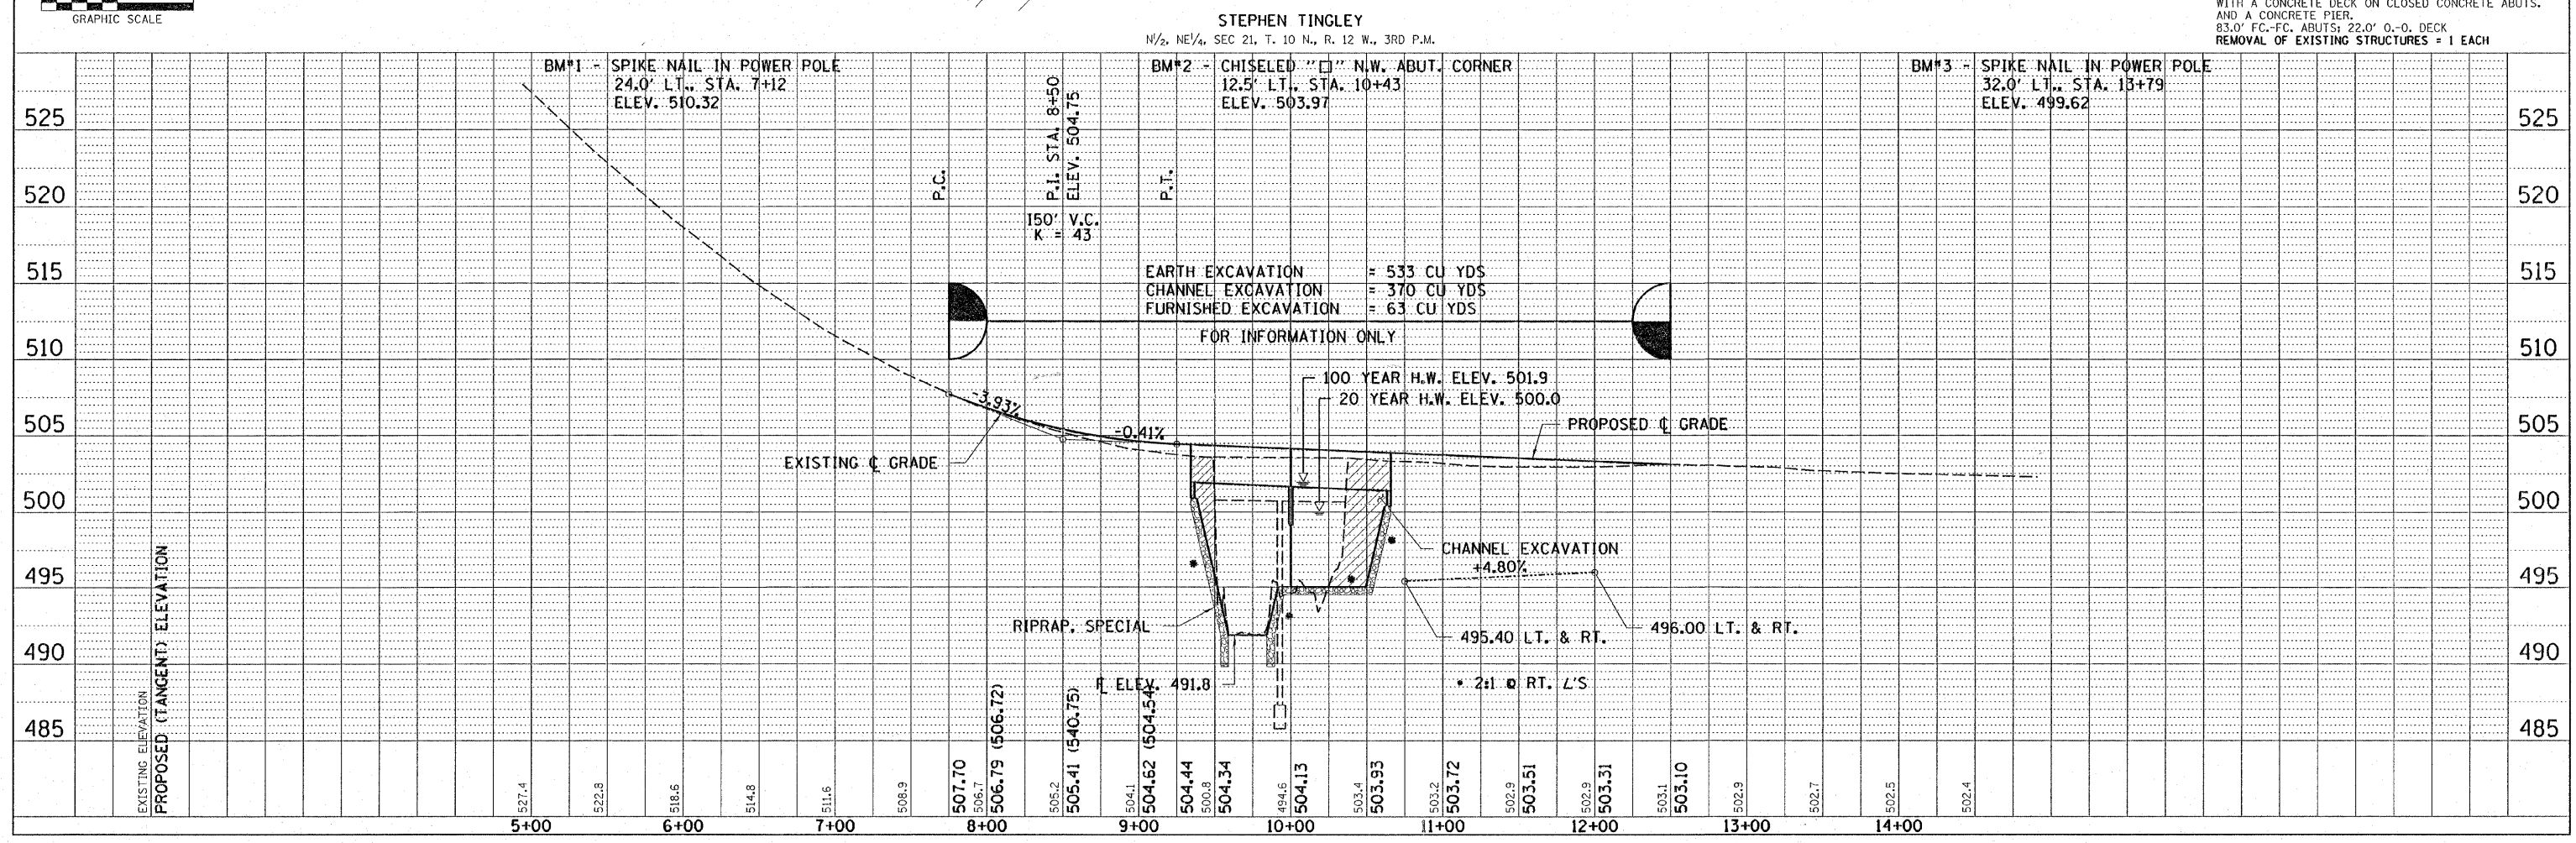 GRAPHIC SCALE
STEPHEN TINGLEY
N½, NE¼, SEC 21, T. 10 N., R. 12 W., 3RD P.M.
WITH A CONCRETE DECK ON CLOSED CONCRETE ABUTS.
AND A CONCRETE PIER.
83.0' FC.-FC. ABUTS; 22.0' O.-O. DECK
REMOVAL OF EXISTING STRUCTURES = 1 EACH
BM#1 - SPIKE NAIL IN POWER POLE
24.0' LT., STA. 7+12
ELEV. 510.32
P.I. STA. 8+50
ELEV. 504.75
BM#2 - CHISELED "□" N.W. ABUT. CORNER
12.5' LT., STA. 10+43
ELEV. 503.97
BM#3 - SPIKE NAIL IN POWER POLE
32.0' LT., STA. 13+79
ELEV. 499.62
525 525
520 520
P.C.
P.T.
150' V.C.
K = 43
515 515
EARTH EXCAVATION = 533 CU YDS
CHANNEL EXCAVATION = 370 CU YDS
FURNISHED EXCAVATION = 63 CU YDS
FOR INFORMATION ONLY
510 510
100 YEAR H.W. ELEV. 501.9
20 YEAR H.W. ELEV. 500.0
-3.93%
-0.41%
PROPOSED ℄ GRADE
505 505
EXISTING ℄ GRADE
500 500
CHANNEL EXCAVATION
+4.80%
495 495
RIPRAP, SPECIAL
495.40 LT. & RT.
496.00 LT. & RT.
490 490
FL ELEV. 491.8
* 2:1 @ RT. ∠'S
485 485
EXISTING ELEVATION
PROPOSED (TANGENT) ELEVATION
527.4
522.8
518.6
514.8
511.6
508.9
507.70
506.7
506.79 (506.72)
505.2
505.41 (540.75)
504.1
504.62 (504.54)
504.44
500.8
504.34
494.6
504.13
503.4
503.93
503.2
503.72
502.9
503.51
502.9
503.31
503.1
503.10
502.9
502.7
502.5
502.4
5+00 6+00 7+00 8+00 9+00 10+00 11+00 12+00 13+00 14+00